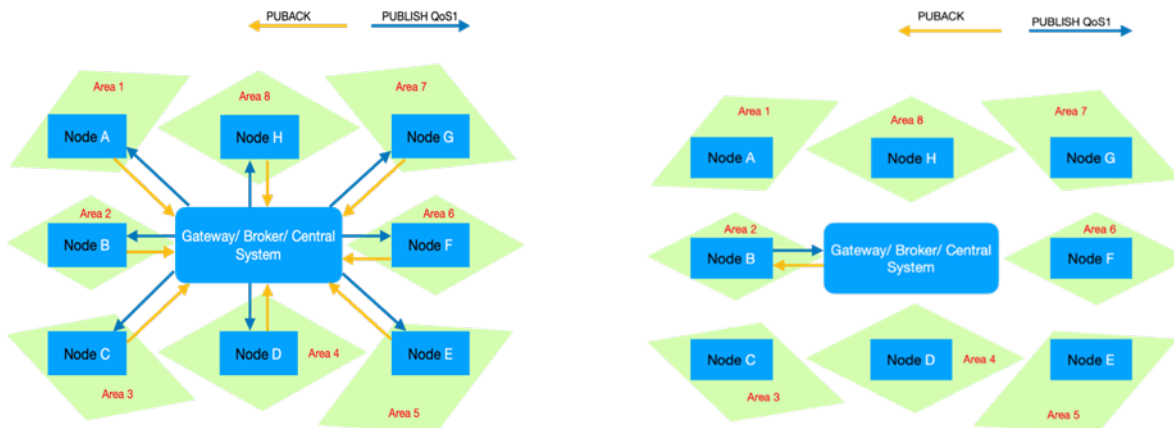 PUBACK
PUBLISH QoS1
Area 1
Area 8
Area 7
Node A
Node H
Node G
Area 2
Area 6
Node B
Gateway/ Broker/ Central
System
Node F
Node C
Node D
Area 4
Node E
Area 3
Area 5
PUBACK
PUBLISH QoS1
Area 1
Area 8
Area 7
Node A
Node H
Node G
Area 2
Area 6
Node B
Gateway/ Broker/ Central
System
Node F
Node C
Node D
Area 4
Node E
Area 3
Area 5